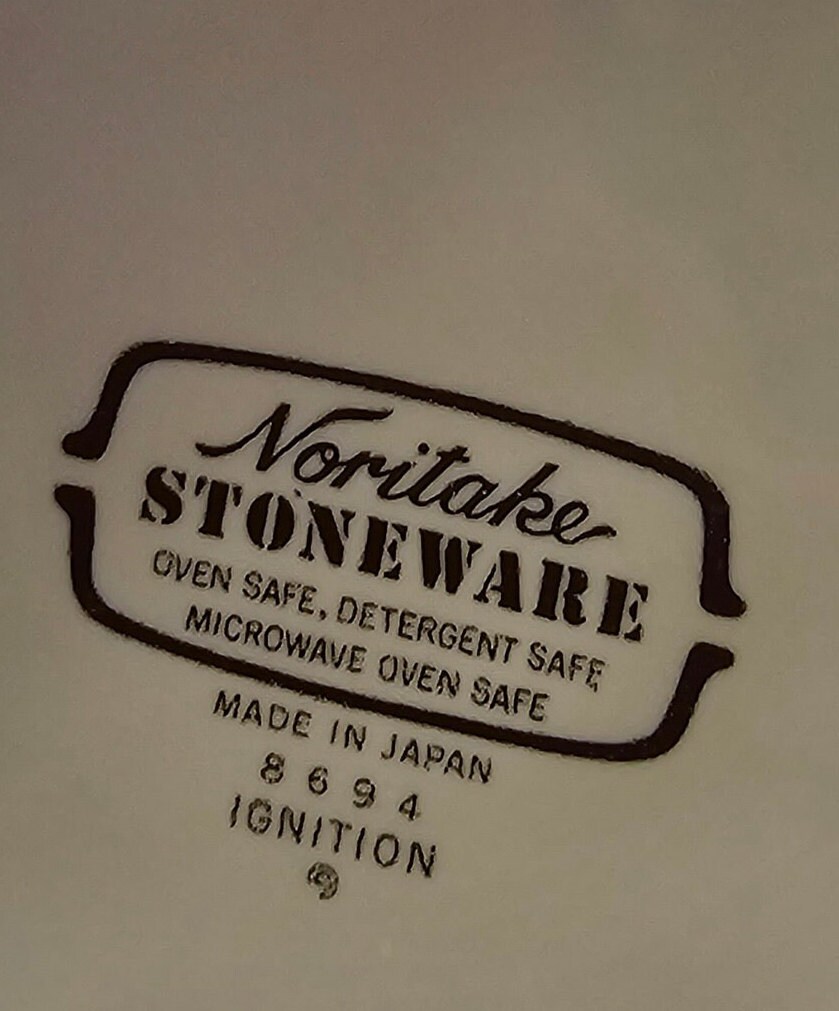 Noritake
STONEWARE
OVEN SAFE, DETERGENT SAFE
MICROWAVE OVEN SAFE
MADE IN JAPAN
8694
IGNITION